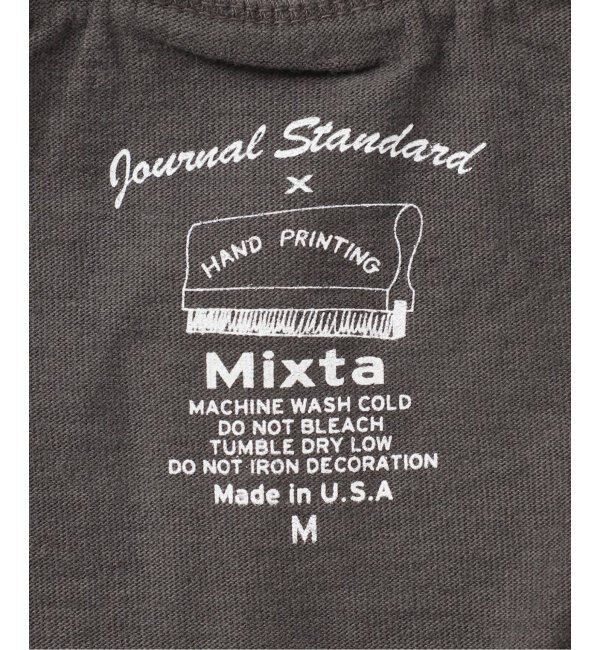 Journal Standard
×
HAND PRINTING
Mixta
MACHINE WASH COLD
DO NOT BLEACH
TUMBLE DRY LOW
DO NOT IRON DECORATION
Made in U.S.A
M